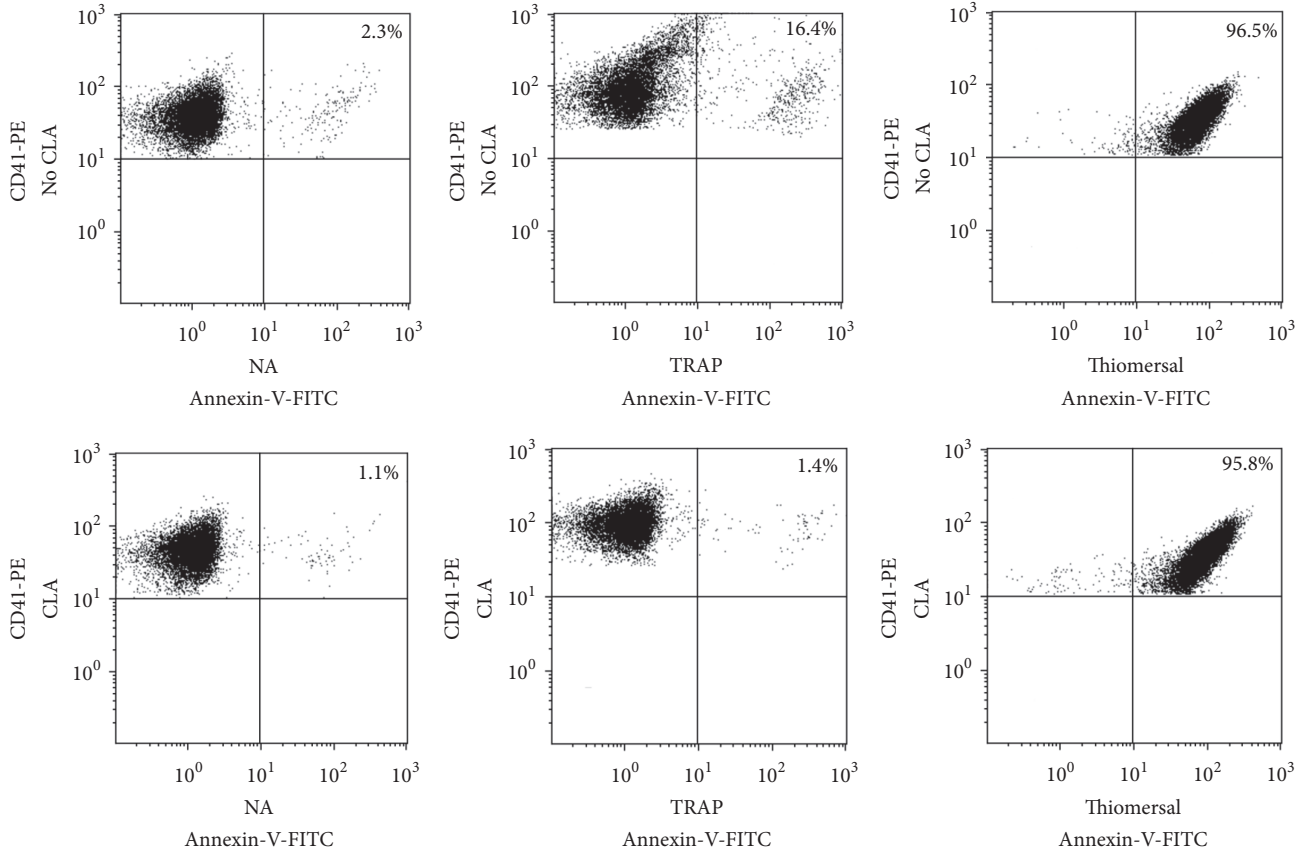 10³
2.3%
10²
10¹
10⁰
CD41-PE
No CLA
10⁰ 10¹ 10² 10³
NA
Annexin-V-FITC
10³
16.4%
10²
10¹
10⁰
CD41-PE
No CLA
10⁰ 10¹ 10² 10³
TRAP
Annexin-V-FITC
10³
96.5%
10²
10¹
10⁰
CD41-PE
No CLA
10⁰ 10¹ 10² 10³
Thiomersal
Annexin-V-FITC
10³
1.1%
10²
10¹
10⁰
CD41-PE
CLA
10⁰ 10¹ 10² 10³
NA
Annexin-V-FITC
10³
1.4%
10²
10¹
10⁰
CD41-PE
CLA
10⁰ 10¹ 10² 10³
TRAP
Annexin-V-FITC
10³
95.8%
10²
10¹
10⁰
CD41-PE
CLA
10⁰ 10¹ 10² 10³
Thiomersal
Annexin-V-FITC